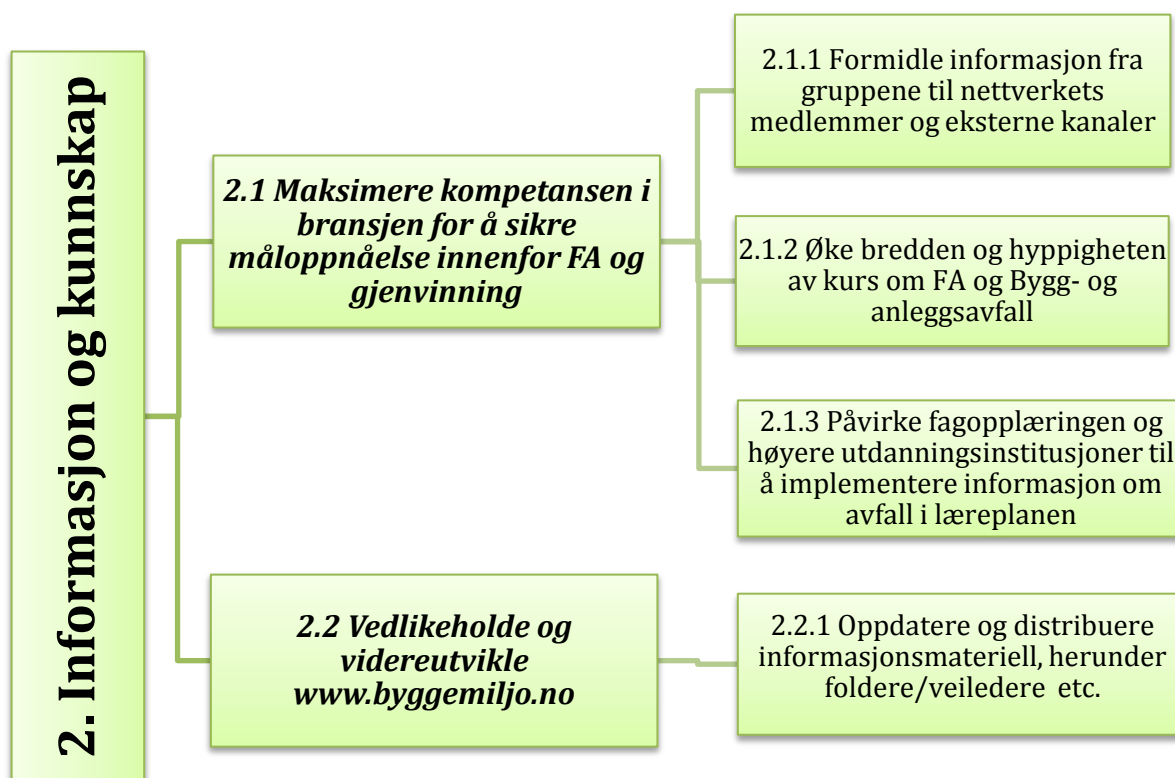 2. Informasjon og kunnskap
2.1 Maksimere kompetansen i
bransjen for å sikre
måloppnåelse innenfor FA og
gjenvinning
2.1.1 Formidle informasjon fra
gruppene til nettverkets
medlemmer og eksterne kanaler
2.1.2 Øke bredden og hyppigheten
av kurs om FA og Bygg- og
anleggsavfall
2.1.3 Påvirke fagopplæringen og
høyere utdanningsinstitusjoner til
å implementere informasjon om
avfall i læreplanen
2.2 Vedlikeholde og
videreutvikle
www.byggemiljo.no
2.2.1 Oppdatere og distribuere
informasjonsmateriell, herunder
foldere/veiledere etc.